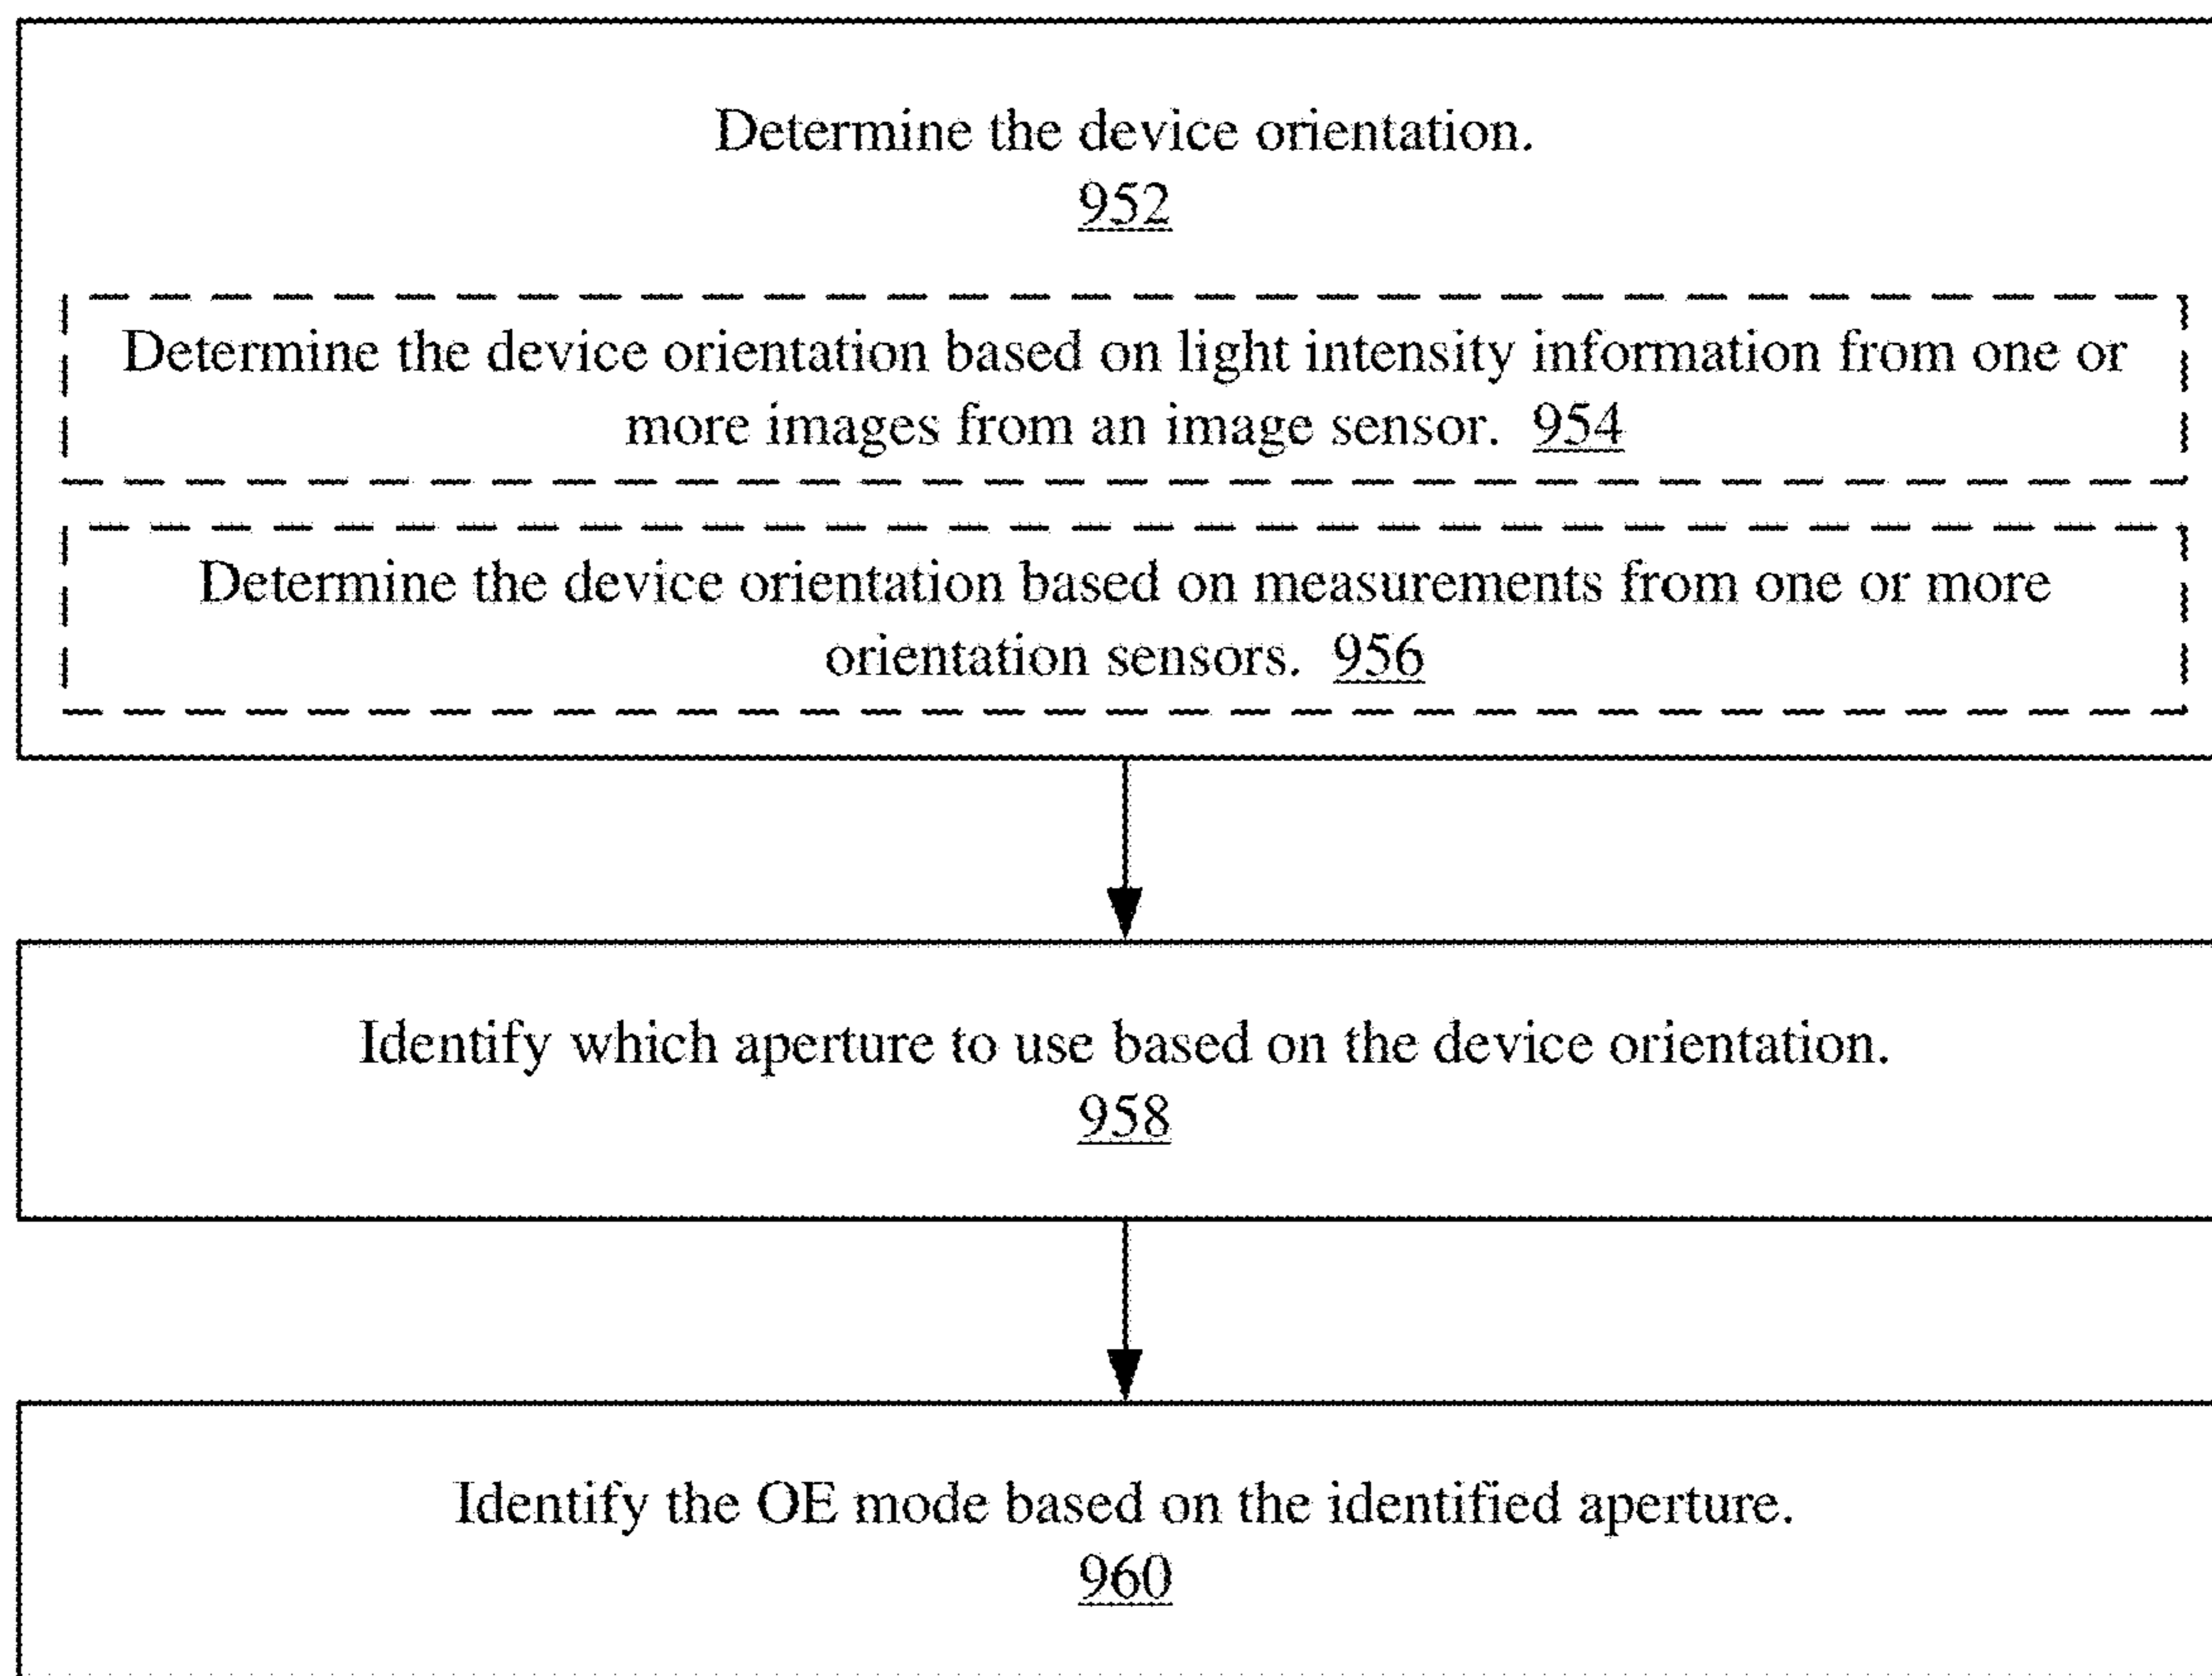 Determine the device orientation.
952
Determine the device orientation based on light intensity information from one or
more images from an image sensor. 954
Determine the device orientation based on measurements from one or more
orientation sensors. 956
Identify which aperture to use based on the device orientation.
958
Identify the OE mode based on the identified aperture.
960